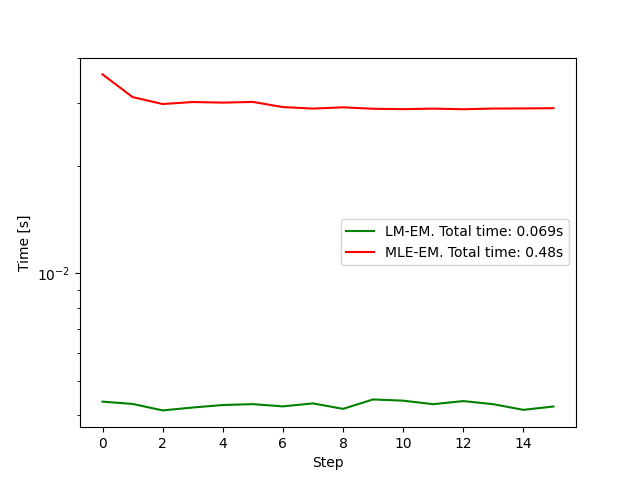 Time [s]
10⁻²
LM-EM. Total time: 0.069s
MLE-EM. Total time: 0.48s
0 2 4 6 8 10 12 14
Step